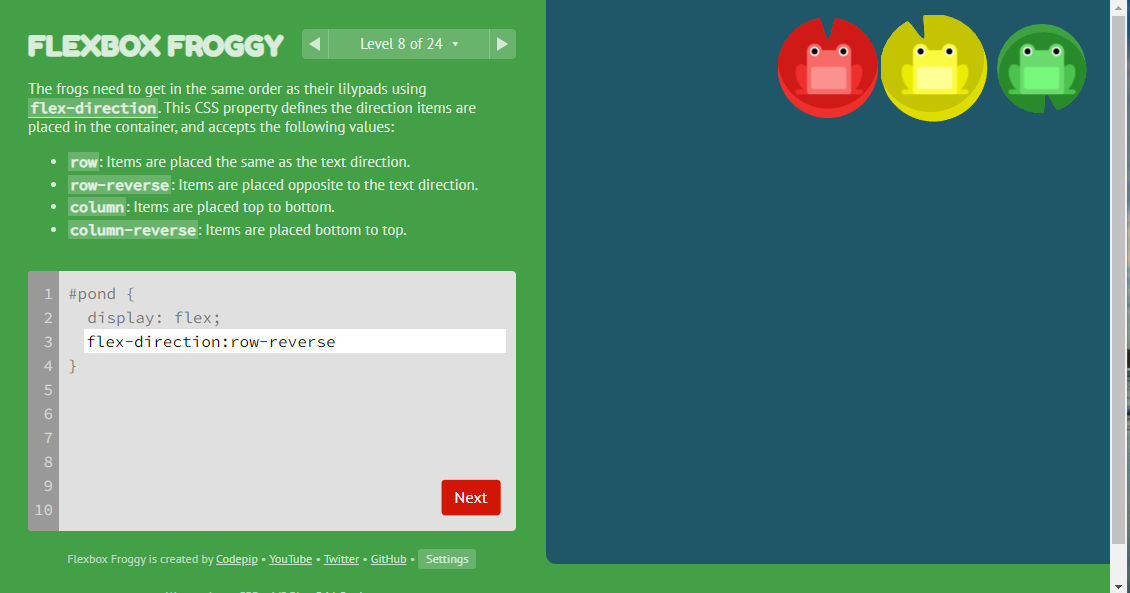 FLEXBOX FROGGY
◀ Level 8 of 24 ▾ ▶
The frogs need to get in the same order as their lilypads using
flex-direction. This CSS property defines the direction items are
placed in the container, and accepts the following values:
• row: Items are placed the same as the text direction.
• row-reverse: Items are placed opposite to the text direction.
• column: Items are placed top to bottom.
• column-reverse: Items are placed bottom to top.
1 #pond {
2 display: flex;
3 flex-direction:row-reverse
4 }
5
6
7
8
9
10
Next
Flexbox Froggy is created by Codepip • YouTube • Twitter • GitHub • Settings